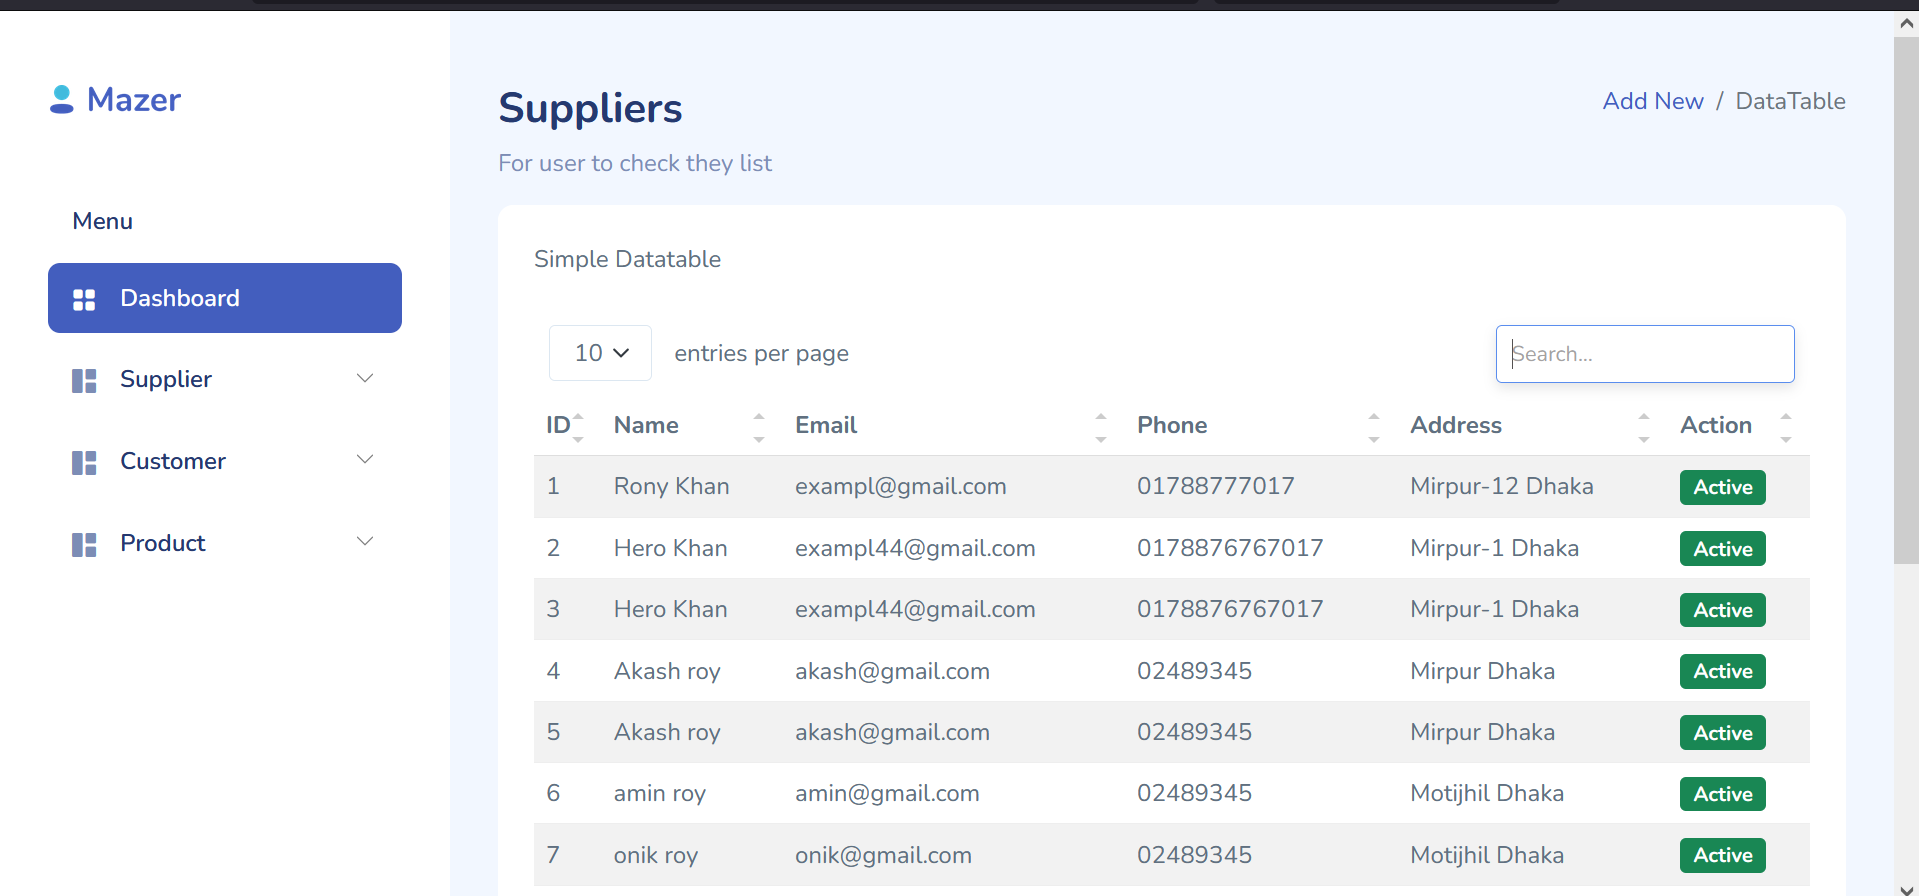 Mazer
Menu
Dashboard
Supplier
Customer
Product
Suppliers
For user to check they list
Add New / DataTable
Simple Datatable
10 entries per page
Search...
ID Name Email Phone Address Action
1 Rony Khan exampl@gmail.com 01788777017 Mirpur-12 Dhaka Active
2 Hero Khan exampl44@gmail.com 0178876767017 Mirpur-1 Dhaka Active
3 Hero Khan exampl44@gmail.com 0178876767017 Mirpur-1 Dhaka Active
4 Akash roy akash@gmail.com 02489345 Mirpur Dhaka Active
5 Akash roy akash@gmail.com 02489345 Mirpur Dhaka Active
6 amin roy amin@gmail.com 02489345 Motijhil Dhaka Active
7 onik roy onik@gmail.com 02489345 Motijhil Dhaka Active